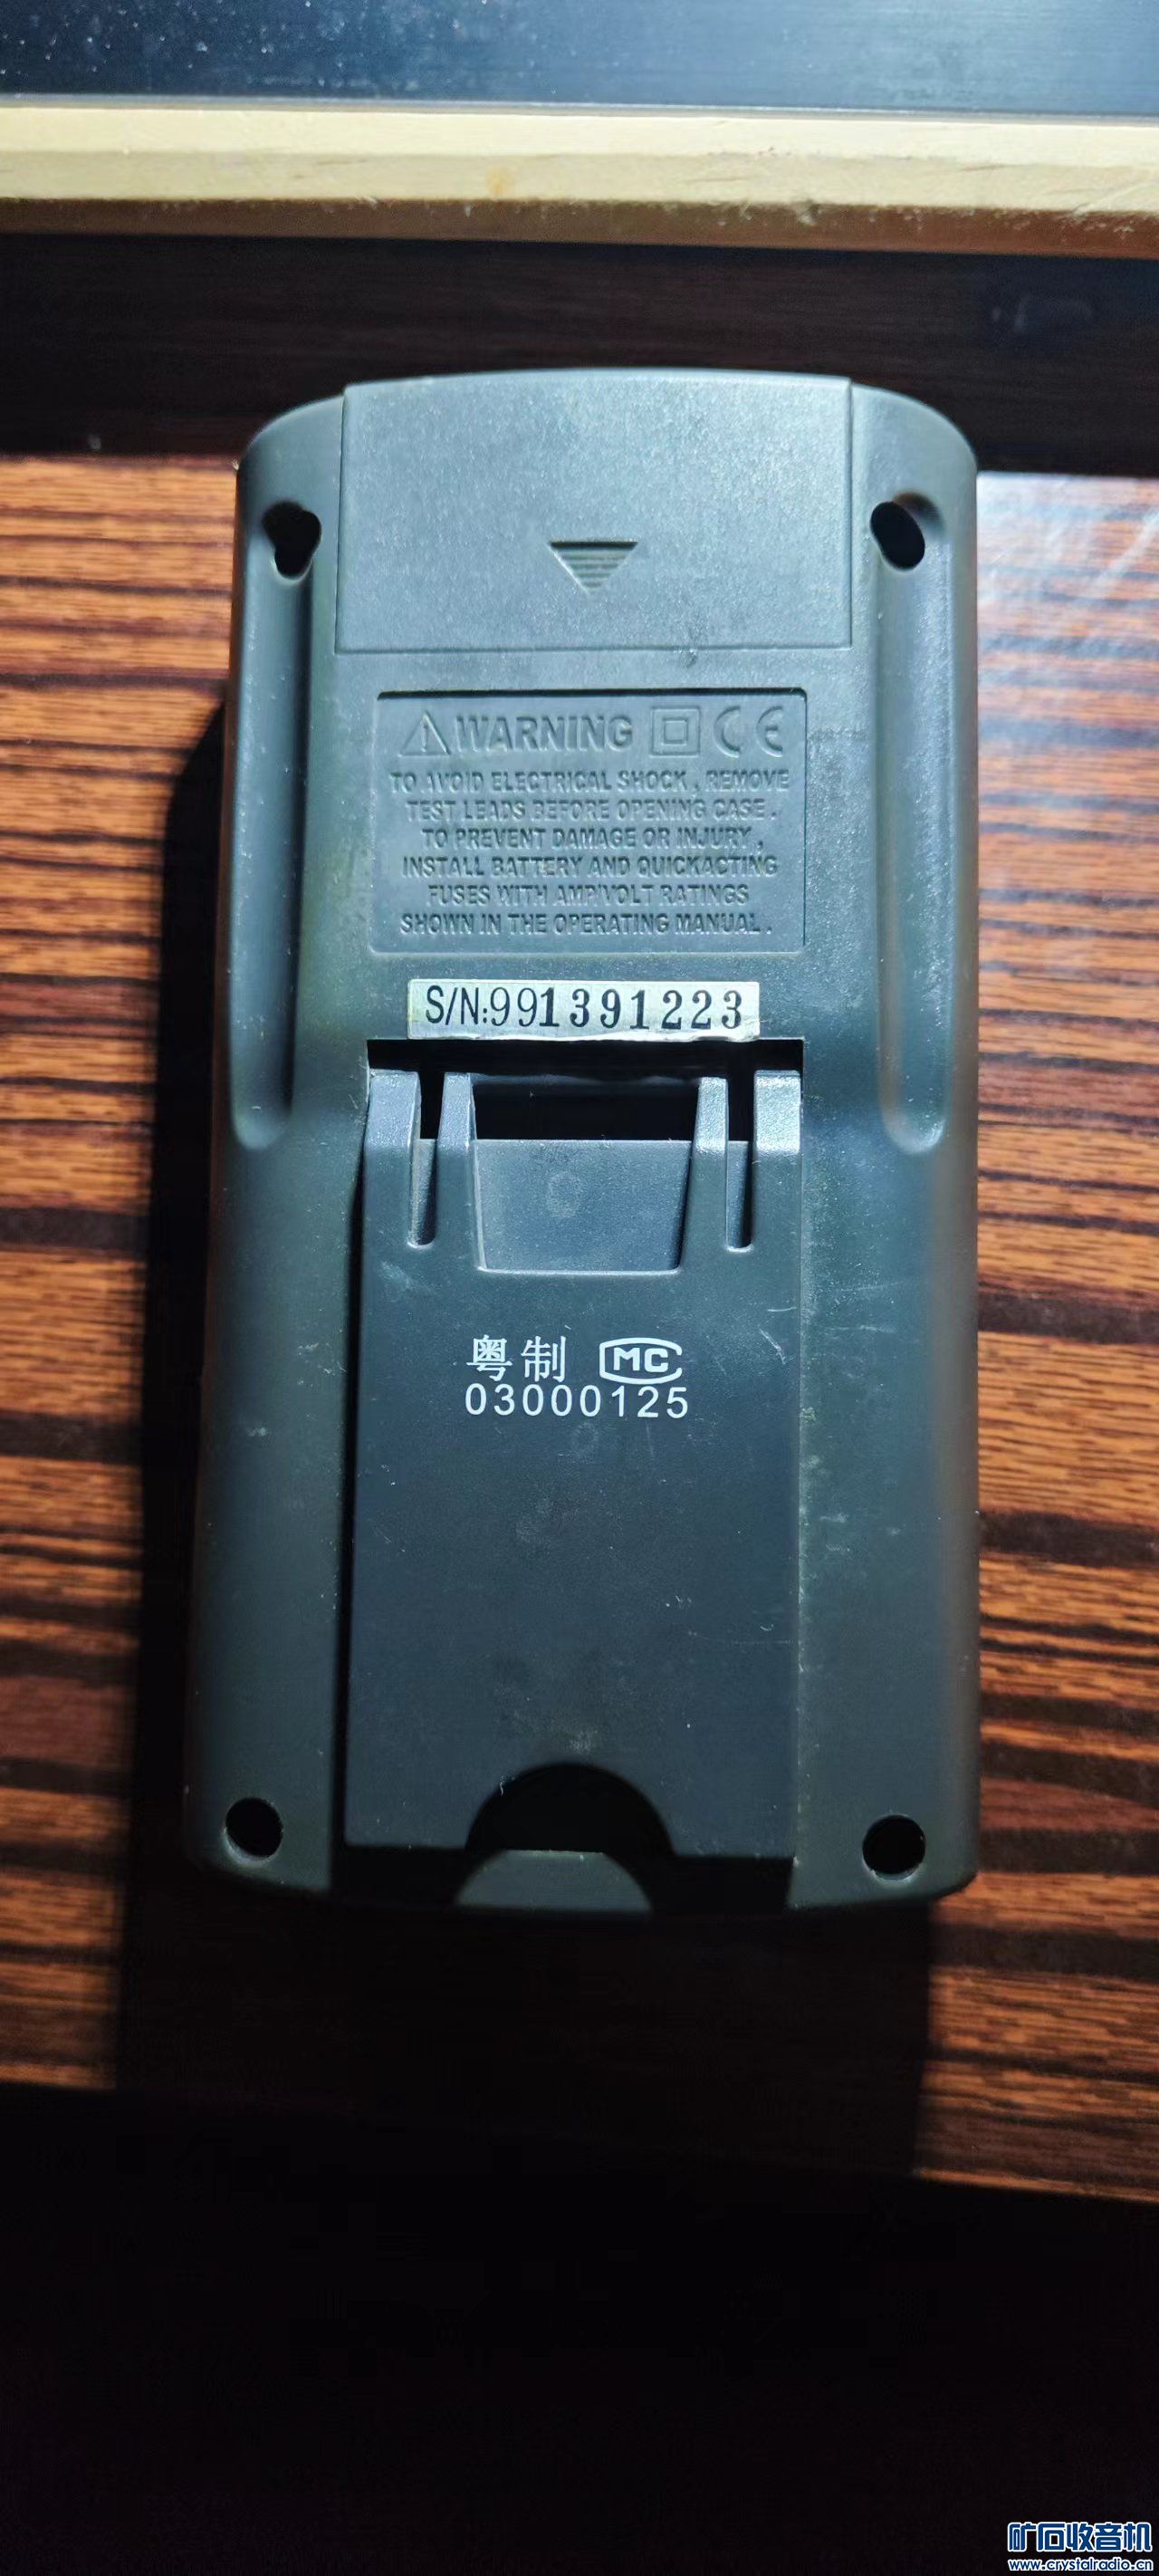 WARNING CE
TO AVOID ELECTRICAL SHOCK , REMOVE
TEST LEADS BEFORE OPENING CASE .
TO PREVENT DAMAGE OR INJURY ,
INSTALL BATTERY AND QUICKACTING
FUSES WITH AMP/VOLT RATINGS
SHOWN IN THE OPERATING MANUAL .
S/N:991391223
粤制 MC
03000125
矿石收音机
www.crystalradio.cn